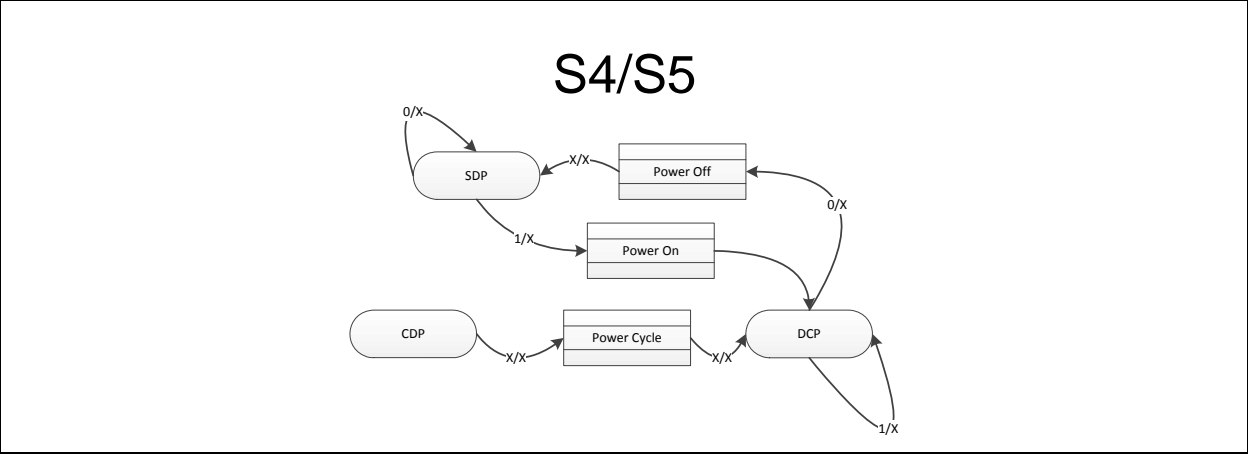 S4/S5
0/X
SDP
X/X
Power Off
0/X
1/X
Power On
CDP
X/X
Power Cycle
X/X
DCP
1/X